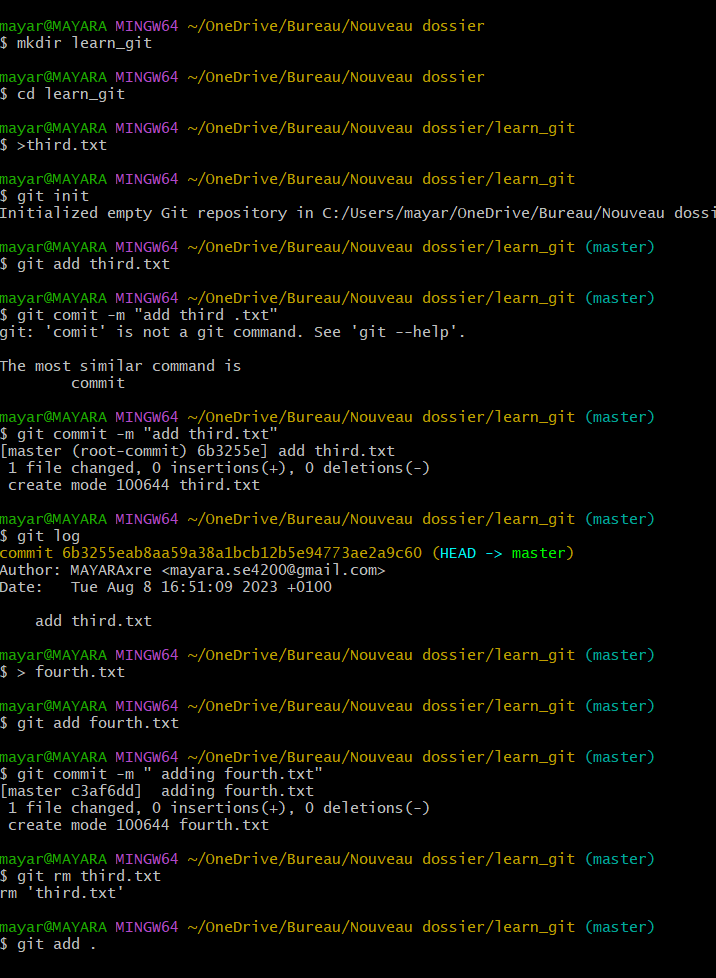 mayar@MAYARA MINGW64 ~/OneDrive/Bureau/Nouveau dossier
$ mkdir learn_git
mayar@MAYARA MINGW64 ~/OneDrive/Bureau/Nouveau dossier
$ cd learn_git
mayar@MAYARA MINGW64 ~/OneDrive/Bureau/Nouveau dossier/learn_git
$ >third.txt
mayar@MAYARA MINGW64 ~/OneDrive/Bureau/Nouveau dossier/learn_git
$ git init
Initialized empty Git repository in C:/Users/mayar/OneDrive/Bureau/Nouveau dossi
mayar@MAYARA MINGW64 ~/OneDrive/Bureau/Nouveau dossier/learn_git (master)
$ git add third.txt
mayar@MAYARA MINGW64 ~/OneDrive/Bureau/Nouveau dossier/learn_git (master)
$ git comit -m "add third .txt"
git: 'comit' is not a git command. See 'git --help'.
The most similar command is
        commit
mayar@MAYARA MINGW64 ~/OneDrive/Bureau/Nouveau dossier/learn_git (master)
$ git commit -m "add third.txt"
[master (root-commit) 6b3255e] add third.txt
 1 file changed, 0 insertions(+), 0 deletions(-)
 create mode 100644 third.txt
mayar@MAYARA MINGW64 ~/OneDrive/Bureau/Nouveau dossier/learn_git (master)
$ git log
commit 6b3255eab8aa59a38a1bcb12b5e94773ae2a9c60 (HEAD -> master)
Author: MAYARAxre <mayara.se4200@gmail.com>
Date:   Tue Aug 8 16:51:09 2023 +0100
    add third.txt
mayar@MAYARA MINGW64 ~/OneDrive/Bureau/Nouveau dossier/learn_git (master)
$ > fourth.txt
mayar@MAYARA MINGW64 ~/OneDrive/Bureau/Nouveau dossier/learn_git (master)
$ git add fourth.txt
mayar@MAYARA MINGW64 ~/OneDrive/Bureau/Nouveau dossier/learn_git (master)
$ git commit -m " adding fourth.txt"
[master c3af6dd]  adding fourth.txt
 1 file changed, 0 insertions(+), 0 deletions(-)
 create mode 100644 fourth.txt
mayar@MAYARA MINGW64 ~/OneDrive/Bureau/Nouveau dossier/learn_git (master)
$ git rm third.txt
rm 'third.txt'
mayar@MAYARA MINGW64 ~/OneDrive/Bureau/Nouveau dossier/learn_git (master)
$ git add .